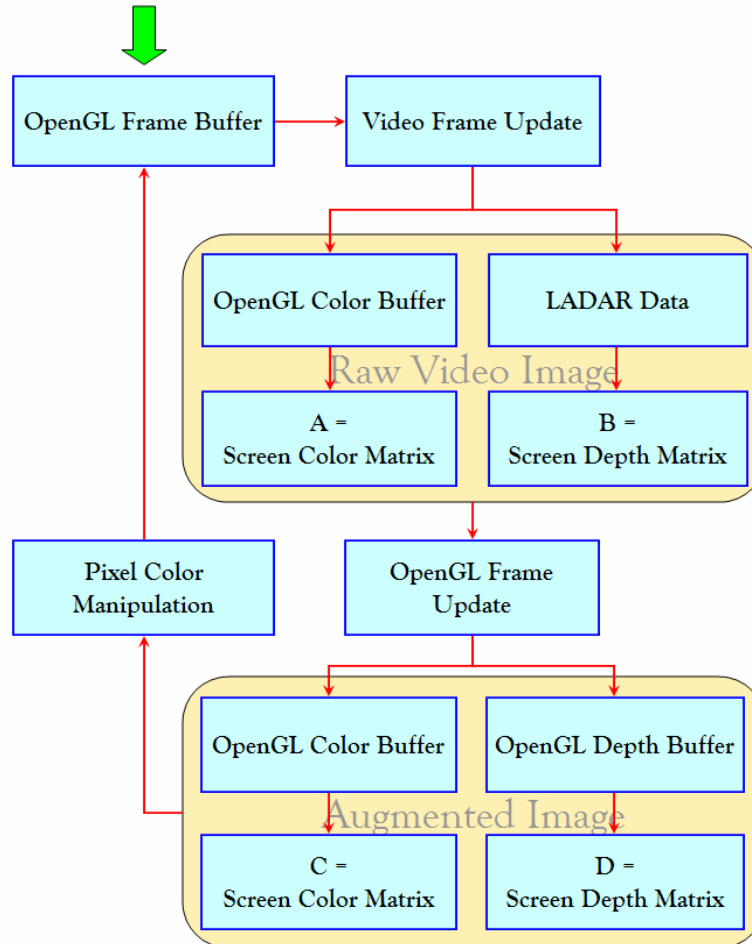 OpenGL Frame Buffer
Video Frame Update
OpenGL Color Buffer
LADAR Data
Raw Video Image
A =
Screen Color Matrix
B =
Screen Depth Matrix
Pixel Color
Manipulation
OpenGL Frame
Update
OpenGL Color Buffer
OpenGL Depth Buffer
Augmented Image
C =
Screen Color Matrix
D =
Screen Depth Matrix